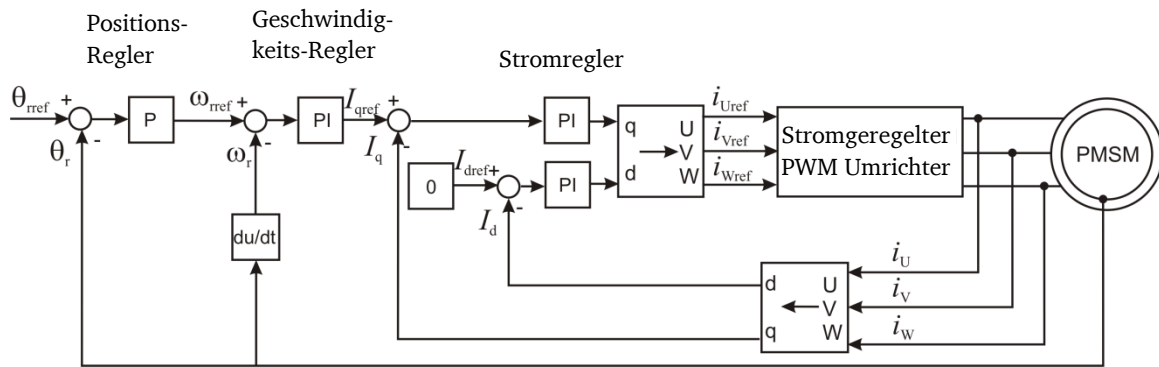 Positions-
Regler
Geschwindig-
keits-Regler
Stromregler
θrref
+
-
θr
P
ωrref
+
-
ωr
PI
Iqref
+
-
Iq
PI
q
d
U
V
W
iUref
iVref
iWref
Stromgeregelter
PWM Umrichter
PMSM
0
Idref
+
-
Id
PI
du/dt
d
q
U
V
W
iU
iV
iW